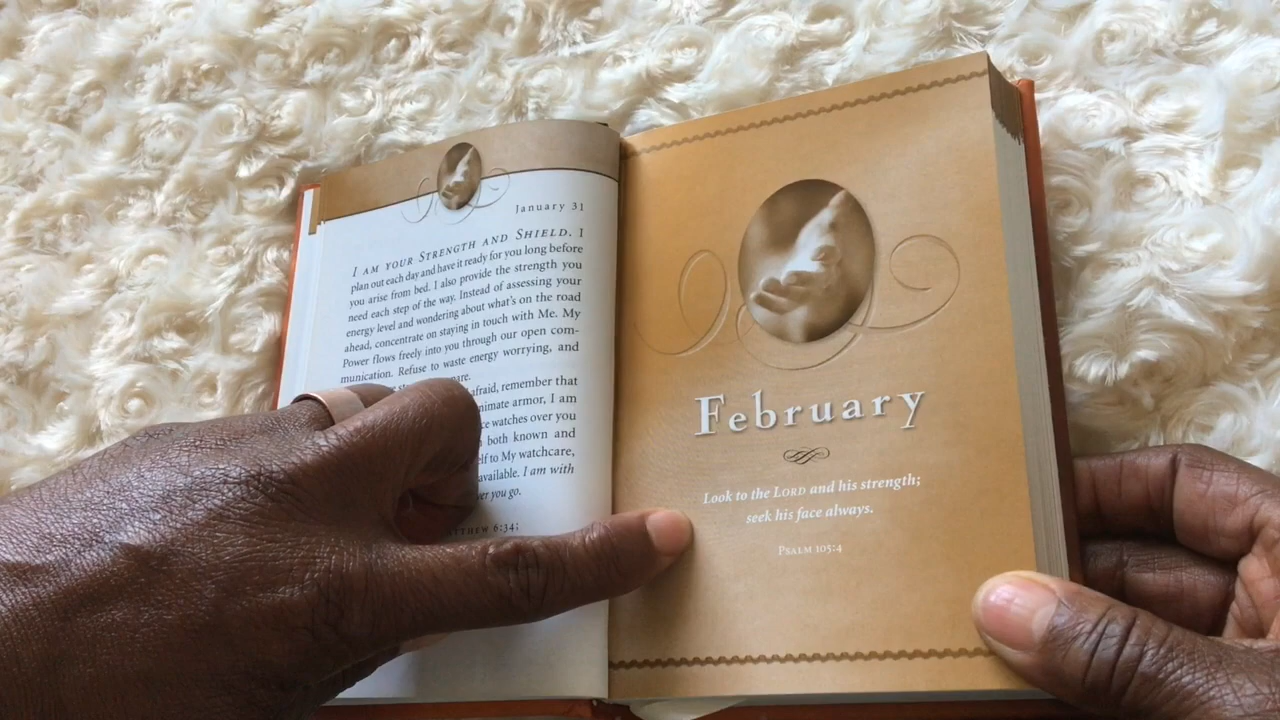 January 31
I AM YOUR STRENGTH AND SHIELD. I
plan out each day and have it ready for you long before
you arise from bed. I also provide the strength you
need each step of the way. Instead of assessing your
energy level and wondering about what's on the road
ahead, concentrate on staying in touch with Me. My
Power flows freely into you through our open com-
munication. Refuse to waste energy worrying, and
afraid, remember that
animate armor, I am
watches over you
both known and
to My watchcare,
available. I am with
you go.
6:34;
February
Look to the LORD and his strength;
seek his face always.
PSALM 105:4